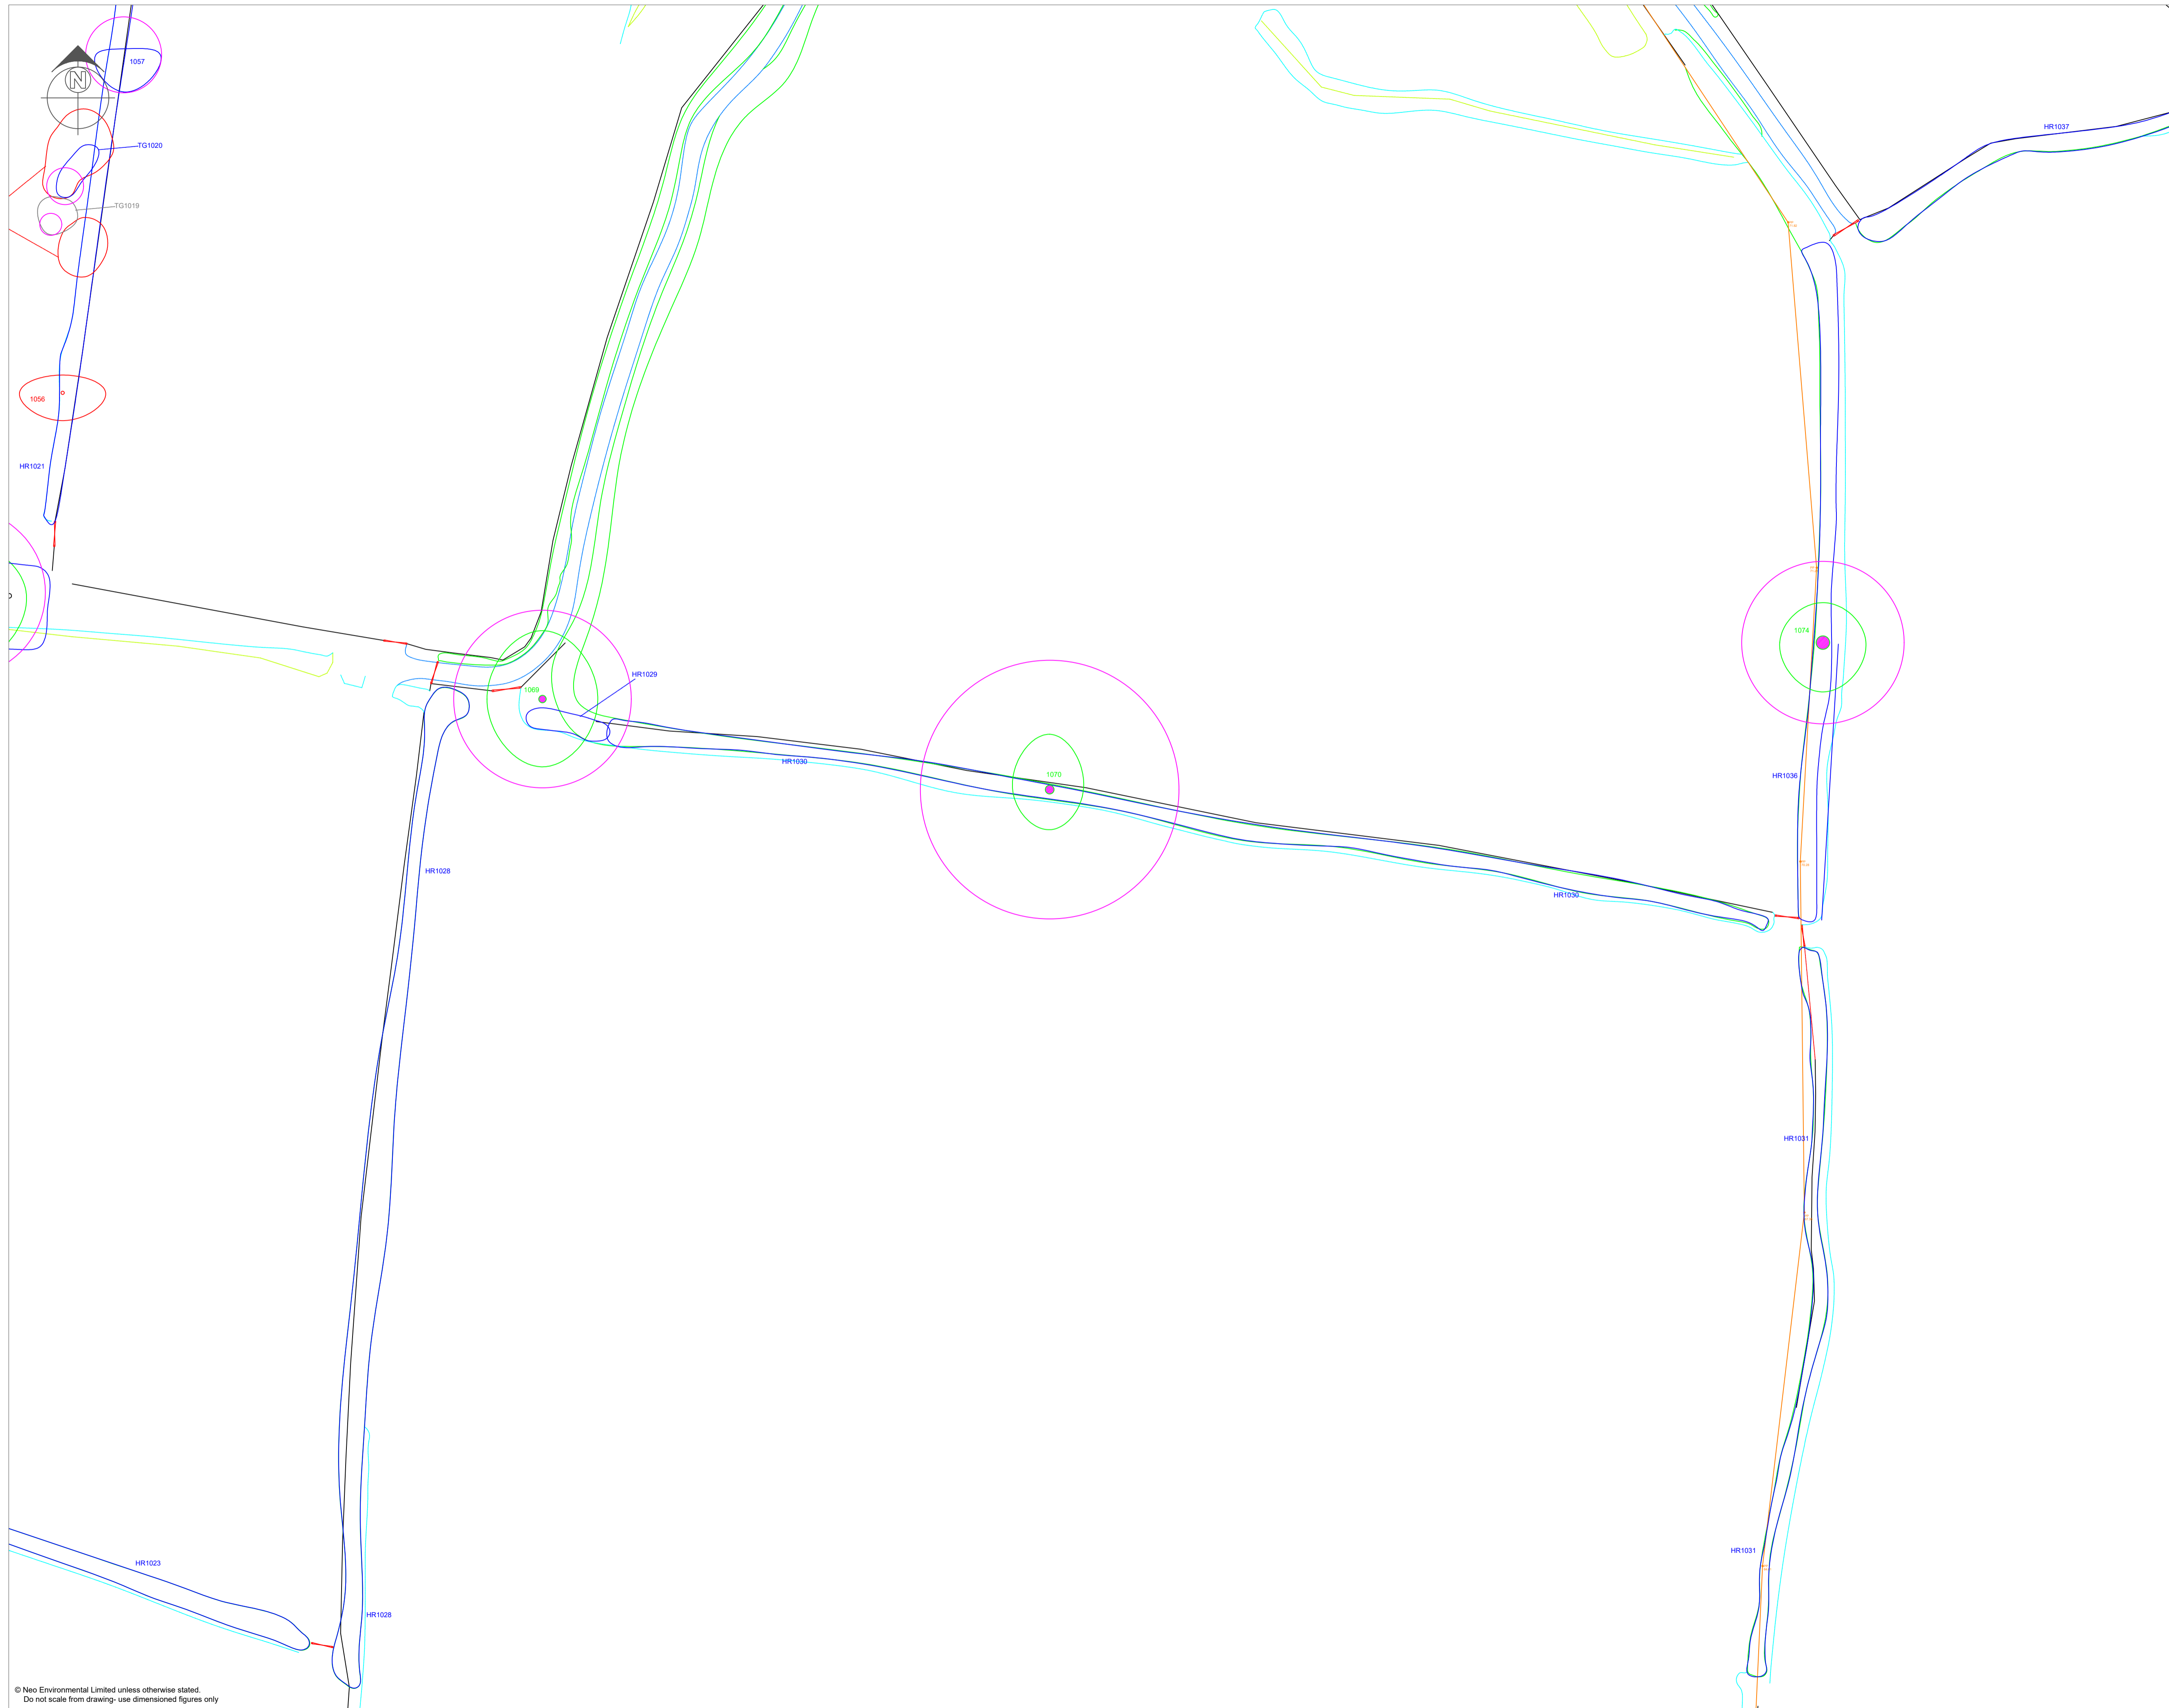 1057
N
TG1020
HR1037
TG1019
1056
HR1021
1074
HR1029
1069
HR1030
1070
HR1036
HR1028
HR1030
HR1031
HR1031
HR1023
HR1028
© Neo Environmental Limited unless otherwise stated.
Do not scale from drawing- use dimensioned figures only